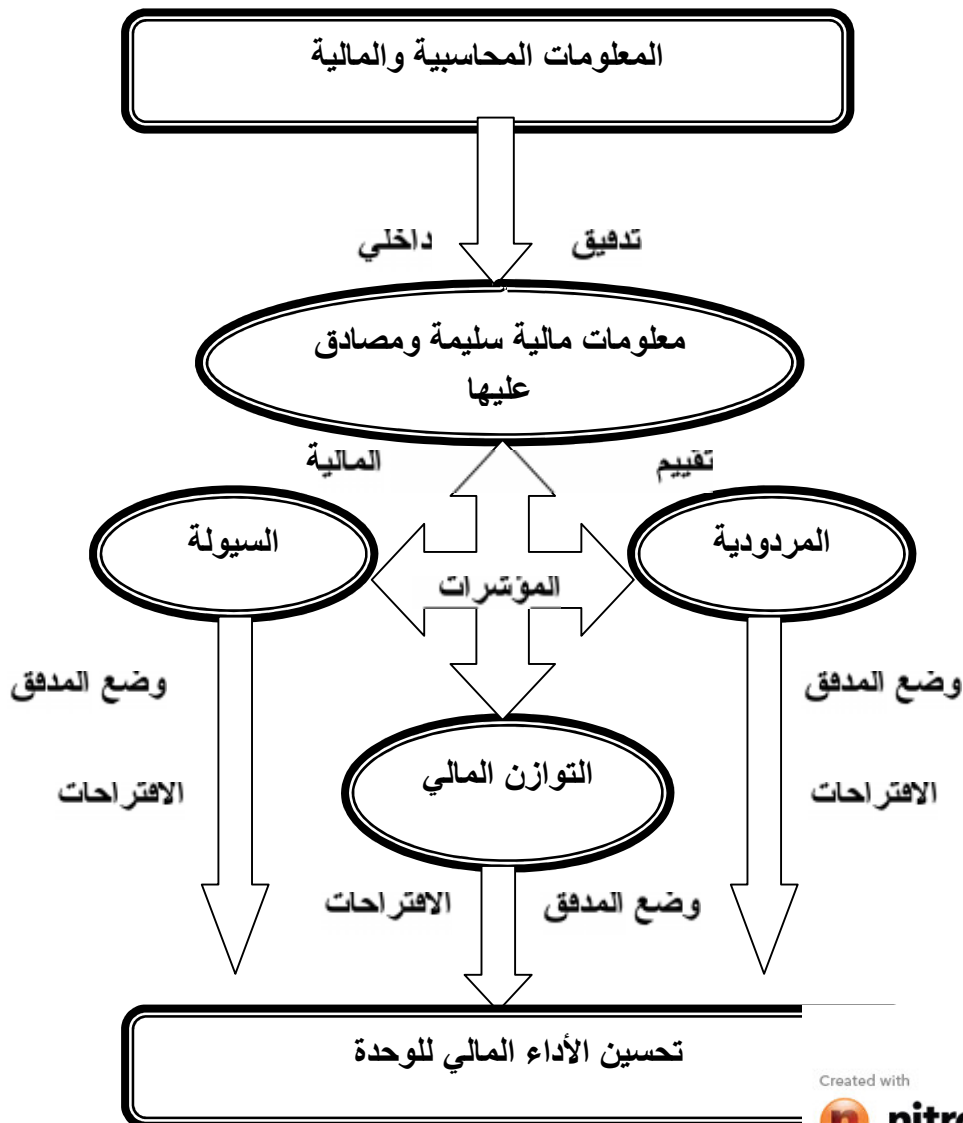 المعلومات المحاسبية والمالية
تدقيق داخلي
معلومات مالية سليمة ومصادق
عليها
تقييم المالية
المردودية
السيولة
المؤشرات
وضع المدقق
وضع المدقق
التوازن المالي
الاقتراحات
الاقتراحات
وضع المدقق الاقتراحات
تحسين الأداء المالي للوحدة
Created with